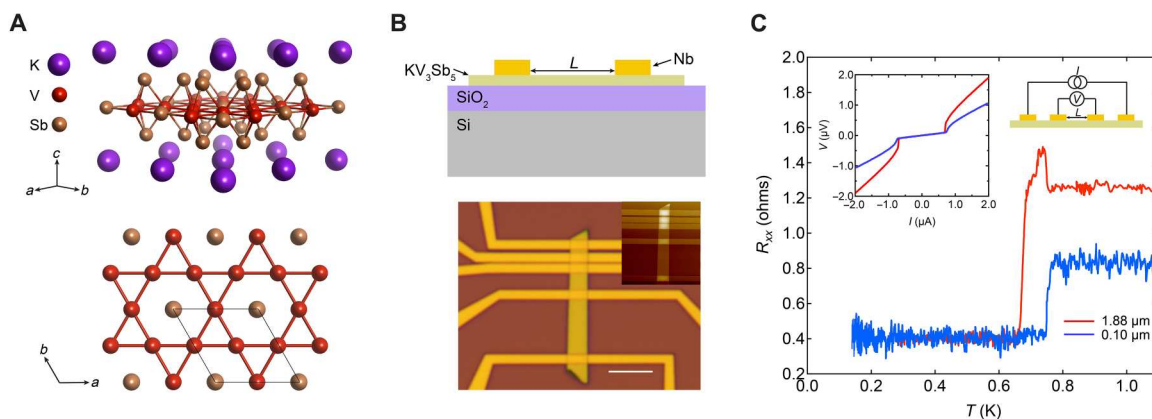 A
K
V
Sb
c
a
b
b
a
B
KV₃Sb₅
L
Nb
SiO₂
Si
C
2.0
1.8
1.6
1.4
1.2
1.0
0.8
0.6
0.4
0.2
Rxx (ohms)
0.0
0.2
0.4
0.6
0.8
1.0
T (K)
2.0
1.0
0.0
−1.0
−2.0
V (μV)
−2.0
−1.0
0.0
1.0
2.0
I (μA)
I
V
L
1.88 μm
0.10 μm